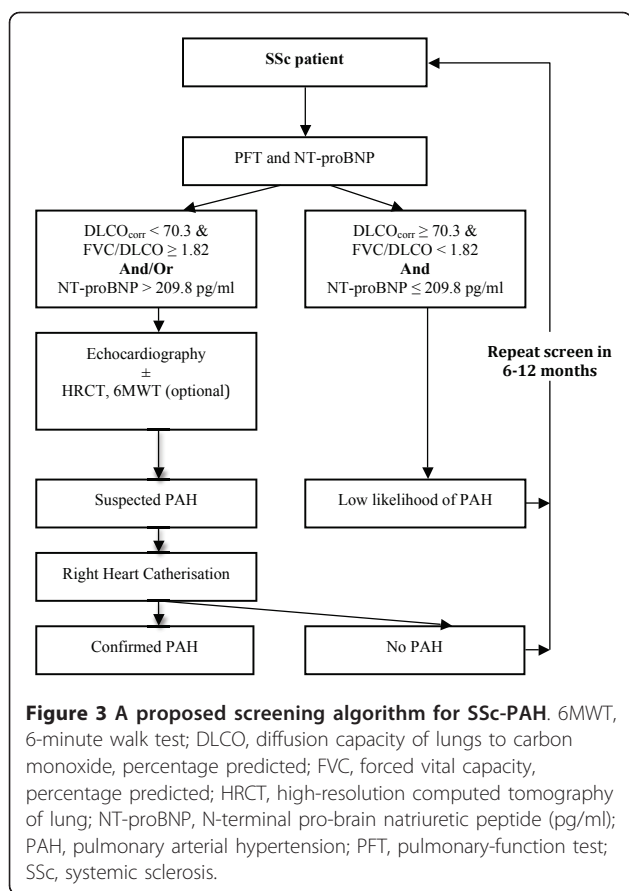 SSc patient
PFT and NT-proBNP
DLCOcorr < 70.3 &
FVC/DLCO ≥ 1.82
And/Or
NT-proBNP > 209.8 pg/ml
DLCOcorr ≥ 70.3 &
FVC/DLCO < 1.82
And
NT-proBNP ≤ 209.8 pg/ml
Echocardiography
±
HRCT, 6MWT (optional)
Repeat screen in
6-12 months
Suspected PAH
Low likelihood of PAH
Right Heart Catherisation
Confirmed PAH
No PAH
Figure 3 A proposed screening algorithm for SSc-PAH. 6MWT,
6-minute walk test; DLCO, diffusion capacity of lungs to carbon
monoxide, percentage predicted; FVC, forced vital capacity,
percentage predicted; HRCT, high-resolution computed tomography
of lung; NT-proBNP, N-terminal pro-brain natriuretic peptide (pg/ml);
PAH, pulmonary arterial hypertension; PFT, pulmonary-function test;
SSc, systemic sclerosis.